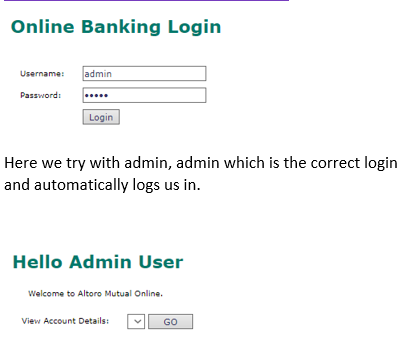 Online Banking Login
Username: admin
Password: •••••
Login
Here we try with admin, admin which is the correct login
and automatically logs us in.
Hello Admin User
Welcome to Altoro Mutual Online.
View Account Details: GO